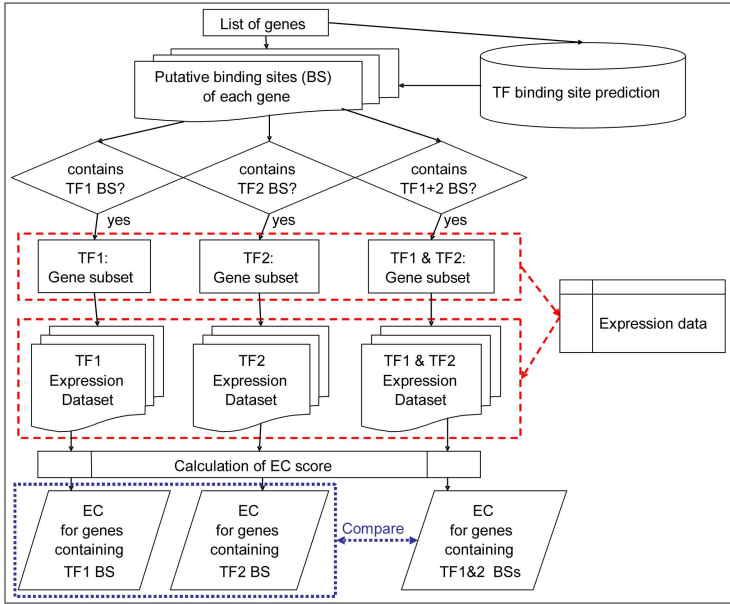 List of genes
Putative binding sites (BS)
of each gene
TF binding site prediction
contains
TF1 BS?
contains
TF2 BS?
contains
TF1+2 BS?
yes
yes
yes
TF1:
Gene subset
TF2:
Gene subset
TF1 & TF2:
Gene subset
Expression data
TF1
Expression
Dataset
TF2
Expression
Dataset
TF1 & TF2
Expression
Dataset
Calculation of EC score
EC
for genes
containing
TF1 BS
EC
for genes
containing
TF2 BS
Compare
EC
for genes
containing
TF1&2 BSs